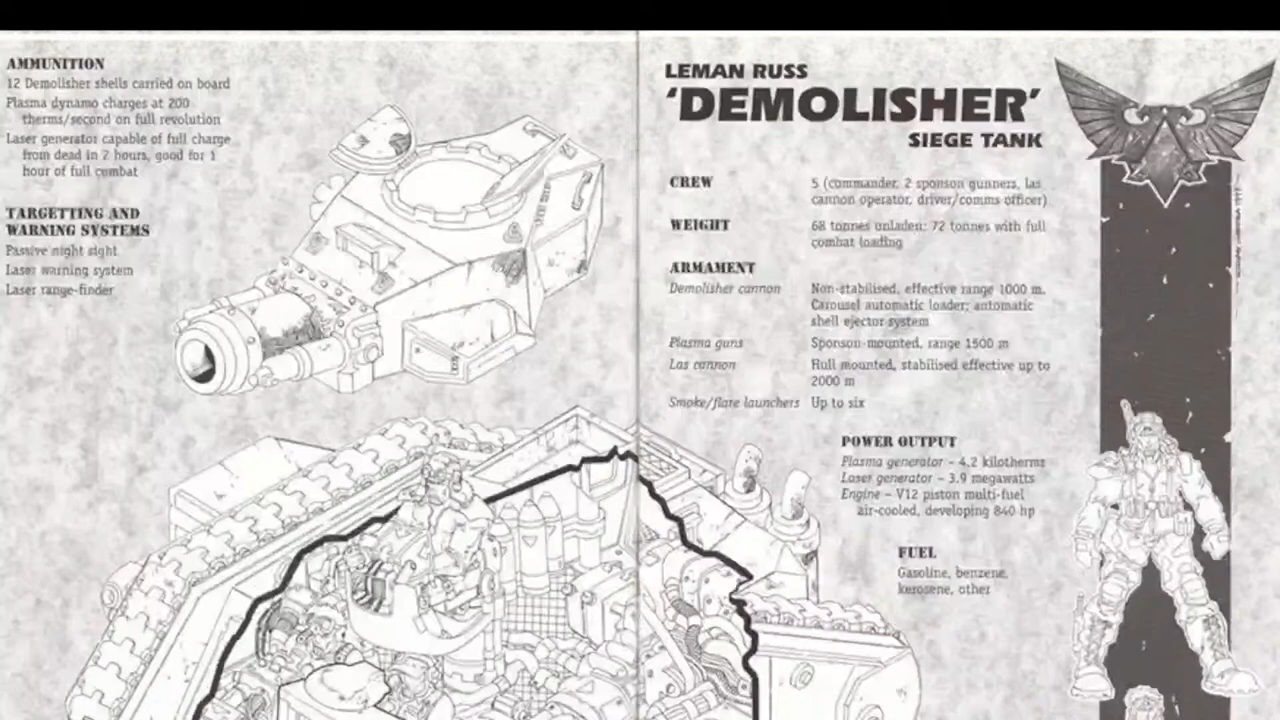 AMMUNITION
12 Demolisher shells carried on board
Plasma dynamo charges at 200
therms/second on full revolution
Laser generator capable of full charge
from dead in 2 hours, good for 1
hour of full combat
TARGETTING AND
WARNING SYSTEMS
Passive night sight
Laser warning system
Laser range-finder
LEMAN RUSS
'DEMOLISHER'
SIEGE TANK
CREW
5 (commander, 2 sponson gunners, las
cannon operator, driver/comms officer)
WEIGHT
68 tonnes unladen: 72 tonnes with full
combat loading
ARMAMENT
Demolisher cannon
Non-stabilised, effective range 1000 m.
Carousel automatic loader; automatic
shell ejector system
Plasma guns
Sponson-mounted, range 1500 m
Las cannon
Hull mounted, stabilised effective up to
2000 m
Smoke/flare launchers
Up to six
POWER OUTPUT
Plasma generator - 4.2 kilotherms
Laser generator – 3.9 megawatts
Engine – V12 piston multi-fuel
air-cooled, developing 840 hp
FUEL
Gasoline, benzene,
kerosene, other